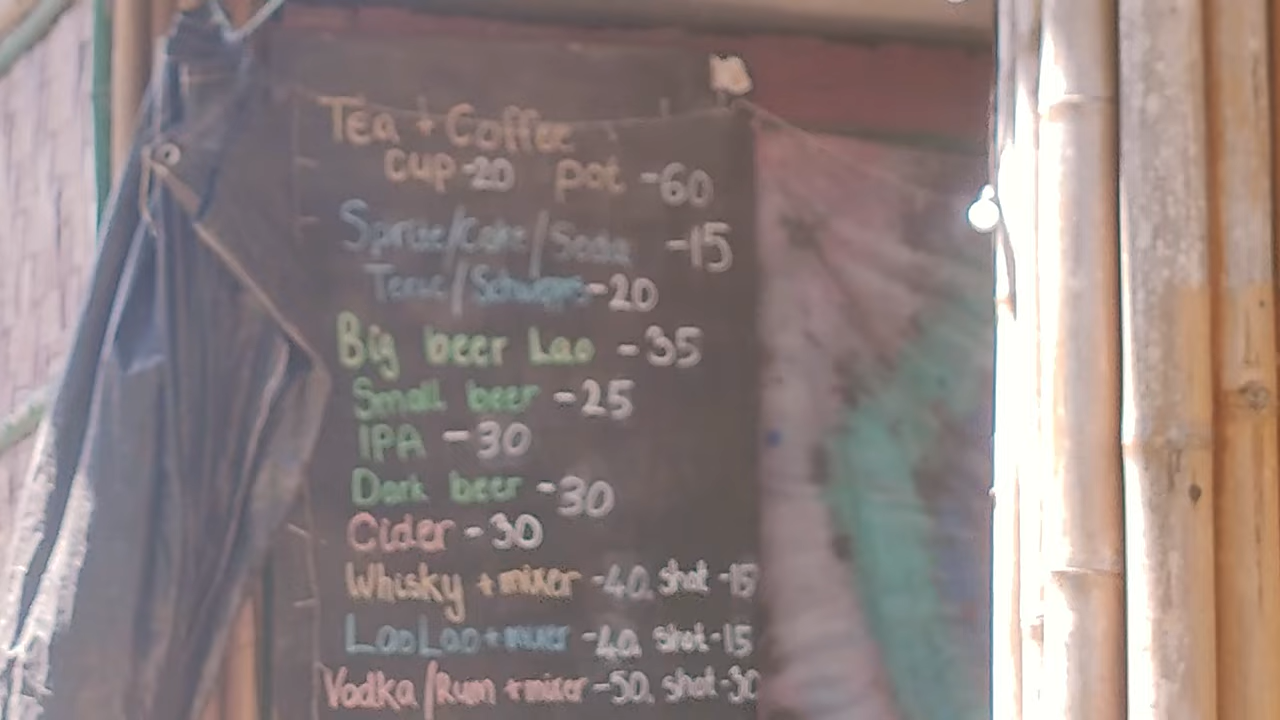 Tea + Coffee
cup -20 pot -60
Sprite/Coke/Soda -15
Tonic/Schwepps -20
Big beer Lao -35
Small beer -25
IPA -30
Dark beer -30
Cider -30
Whisky + mixer -40, shot -15
LaoLao + mixer -40, shot -15
Vodka/Rum + mixer -50, shot -30